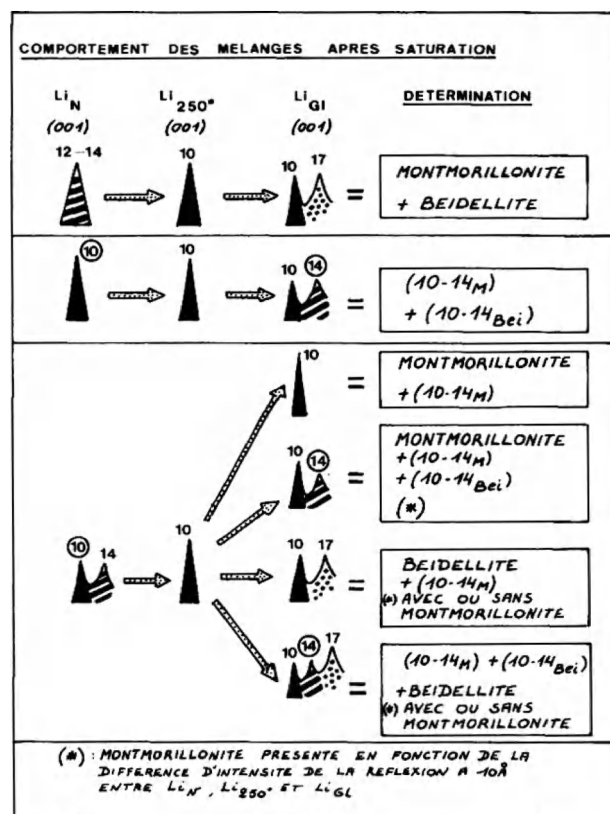 COMPORTEMENT DES MELANGES APRES SATURATION
Li N Li 250° Li Gl DETERMINATION
(001) (001) (001)
12-14 10 10 17
= MONTMORILLONITE
+ BEIDELLITE
10 10 10 14
= (10-14M)
+ (10-14Bei)
10
= MONTMORILLONITE
+ (10-14M)
10 14
= MONTMORILLONITE
+(10-14M)
+(10-14Bei)
(*)
10 14 10 10 17
= BEIDELLITE
+ (10-14M)
(*) AVEC OU SANS
MONTMORILLONITE
10 14 17
= (10-14M) + (10-14Bei)
+BEIDELLITE
(*) AVEC OU SANS
MONTMORILLONITE
(*) : MONTMORILLONITE PRESENTE EN FONCTION DE LA
DIFFERENCE D'INTENSITE DE LA REFLEXION A 10Å
ENTRE LiN, Li250° ET LiGl